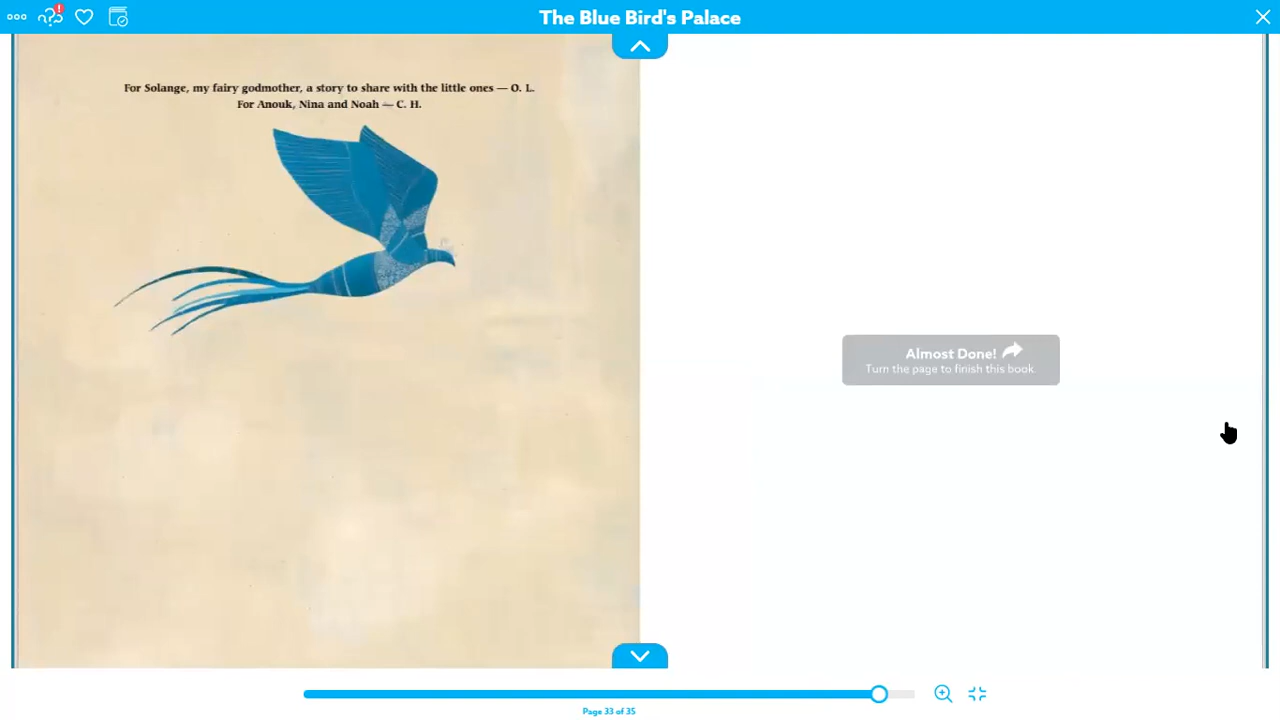 The Blue Bird's Palace
For Solange, my fairy godmother, a story to share with the little ones — O. L.
For Anouk, Nina and Noah — C. H.
Almost Done!
Turn the page to finish this book.
Page 33 of 35